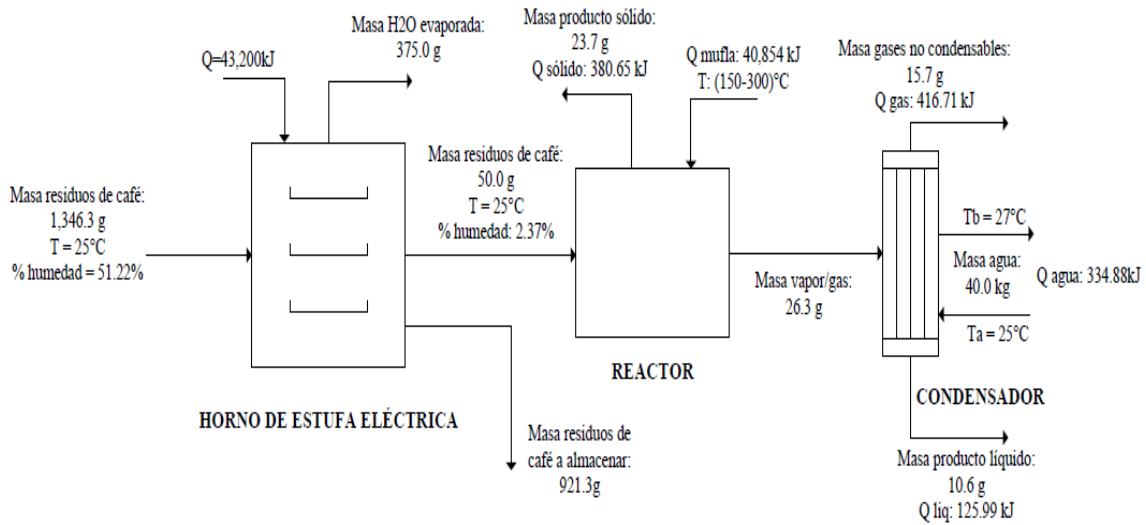 Masa H2O evaporada:
375.0 g
Q=43,200kJ
Masa residuos de café:
1,346.3 g
T = 25°C
% humedad = 51.22%
HORNO DE ESTUFA ELÉCTRICA
Masa residuos de
café a almacenar:
921.3g
Masa residuos de café:
50.0 g
T = 25°C
% humedad: 2.37%
Masa producto sólido:
23.7 g
Q sólido: 380.65 kJ
Q mufla: 40,854 kJ
T: (150-300)°C
REACTOR
Masa vapor/gas:
26.3 g
Masa gases no condensables:
15.7 g
Q gas: 416.71 kJ
Tb = 27°C
Masa agua:
40.0 kg
Q agua: 334.88kJ
Ta = 25°C
CONDENSADOR
Masa producto líquido:
10.6 g
Q liq: 125.99 kJ